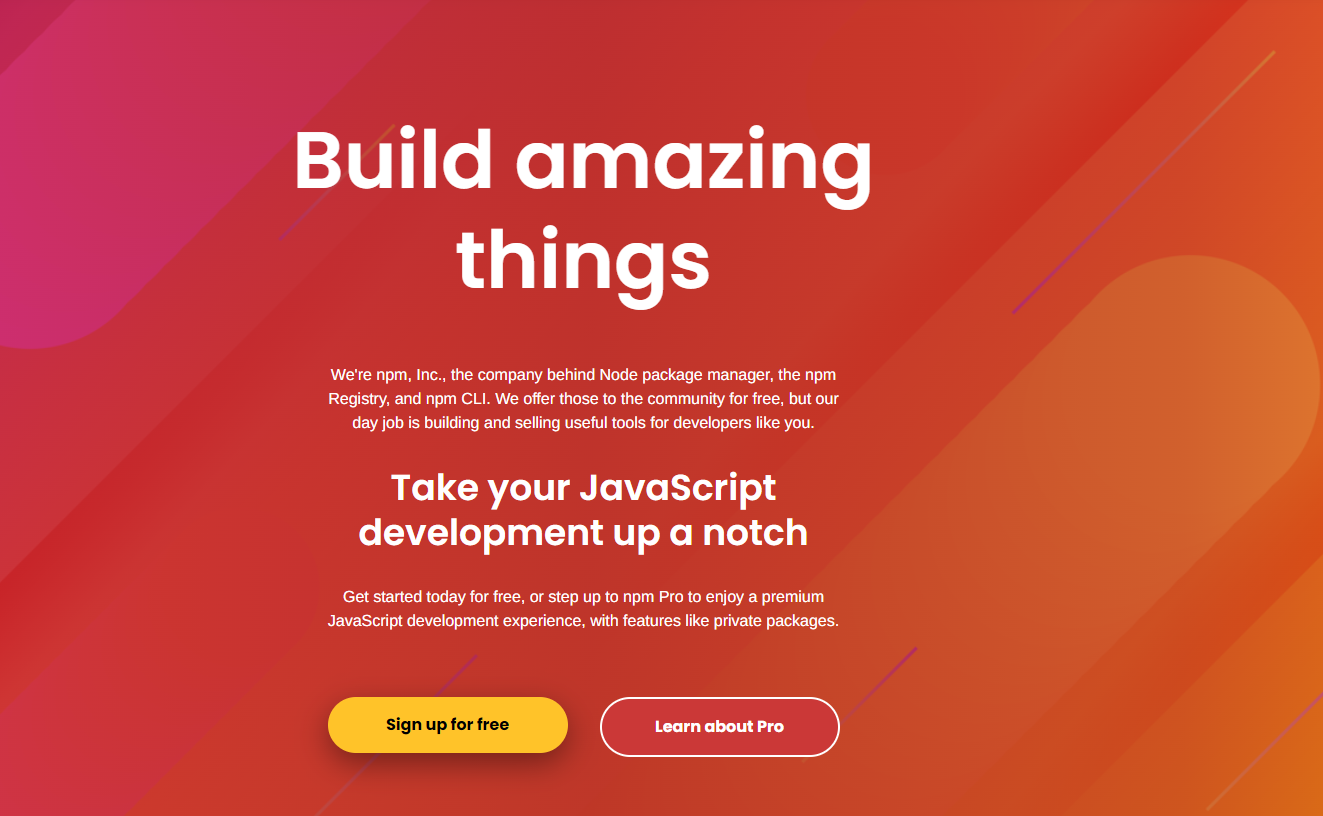 Build amazing
things
We're npm, Inc., the company behind Node package manager, the npm
Registry, and npm CLI. We offer those to the community for free, but our
day job is building and selling useful tools for developers like you.
Take your JavaScript
development up a notch
Get started today for free, or step up to npm Pro to enjoy a premium
JavaScript development experience, with features like private packages.
Sign up for free
Learn about Pro